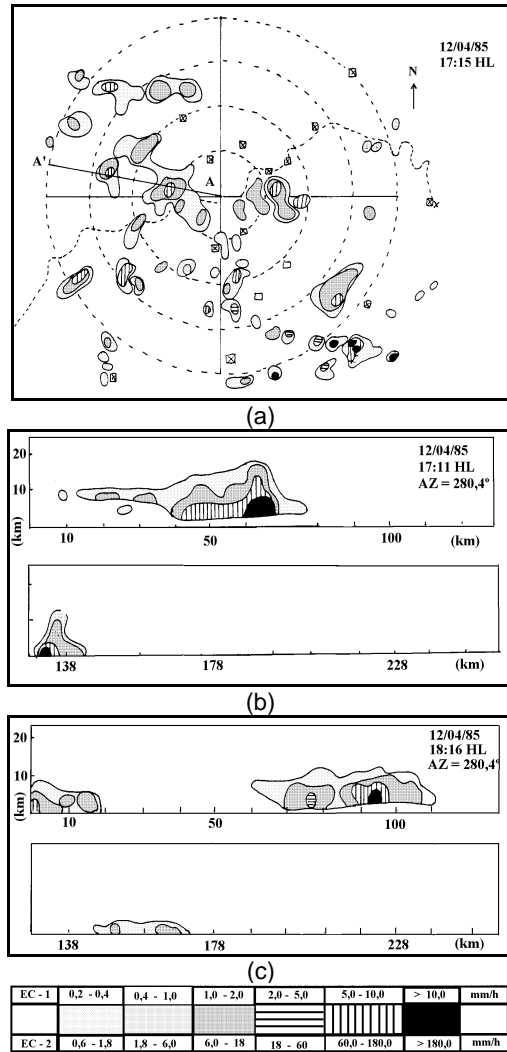 12/04/85
17:15 HL
N
A'
A
x
(a)
20
10
(km)
12/04/85
17:11 HL
AZ = 280,4º
10 50 100 (km)
138 178 228 (km)
(b)
20
10
(km)
12/04/85
18:16 HL
AZ = 280,4º
10 50 100
138 178 228 (km)
(c)
EC - 1 0,2 - 0,4 0,4 - 1,0 1,0 - 2,0 2,0 - 5,0 5,0 - 10,0 > 10,0 mm/h
EC - 2 0,6 - 1,8 1,8 - 6,0 6,0 - 18 18 - 60 60,0 -180,0 > 180,0 mm/h